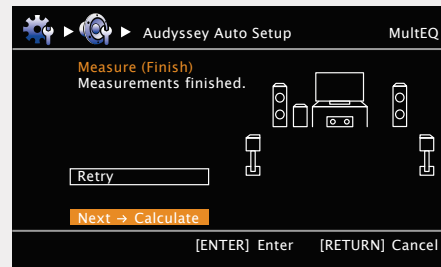 Audyssey Auto Setup MultEQ
Measure (Finish)
Measurements finished.
Retry
Next → Calculate
[ENTER] Enter [RETURN] Cancel